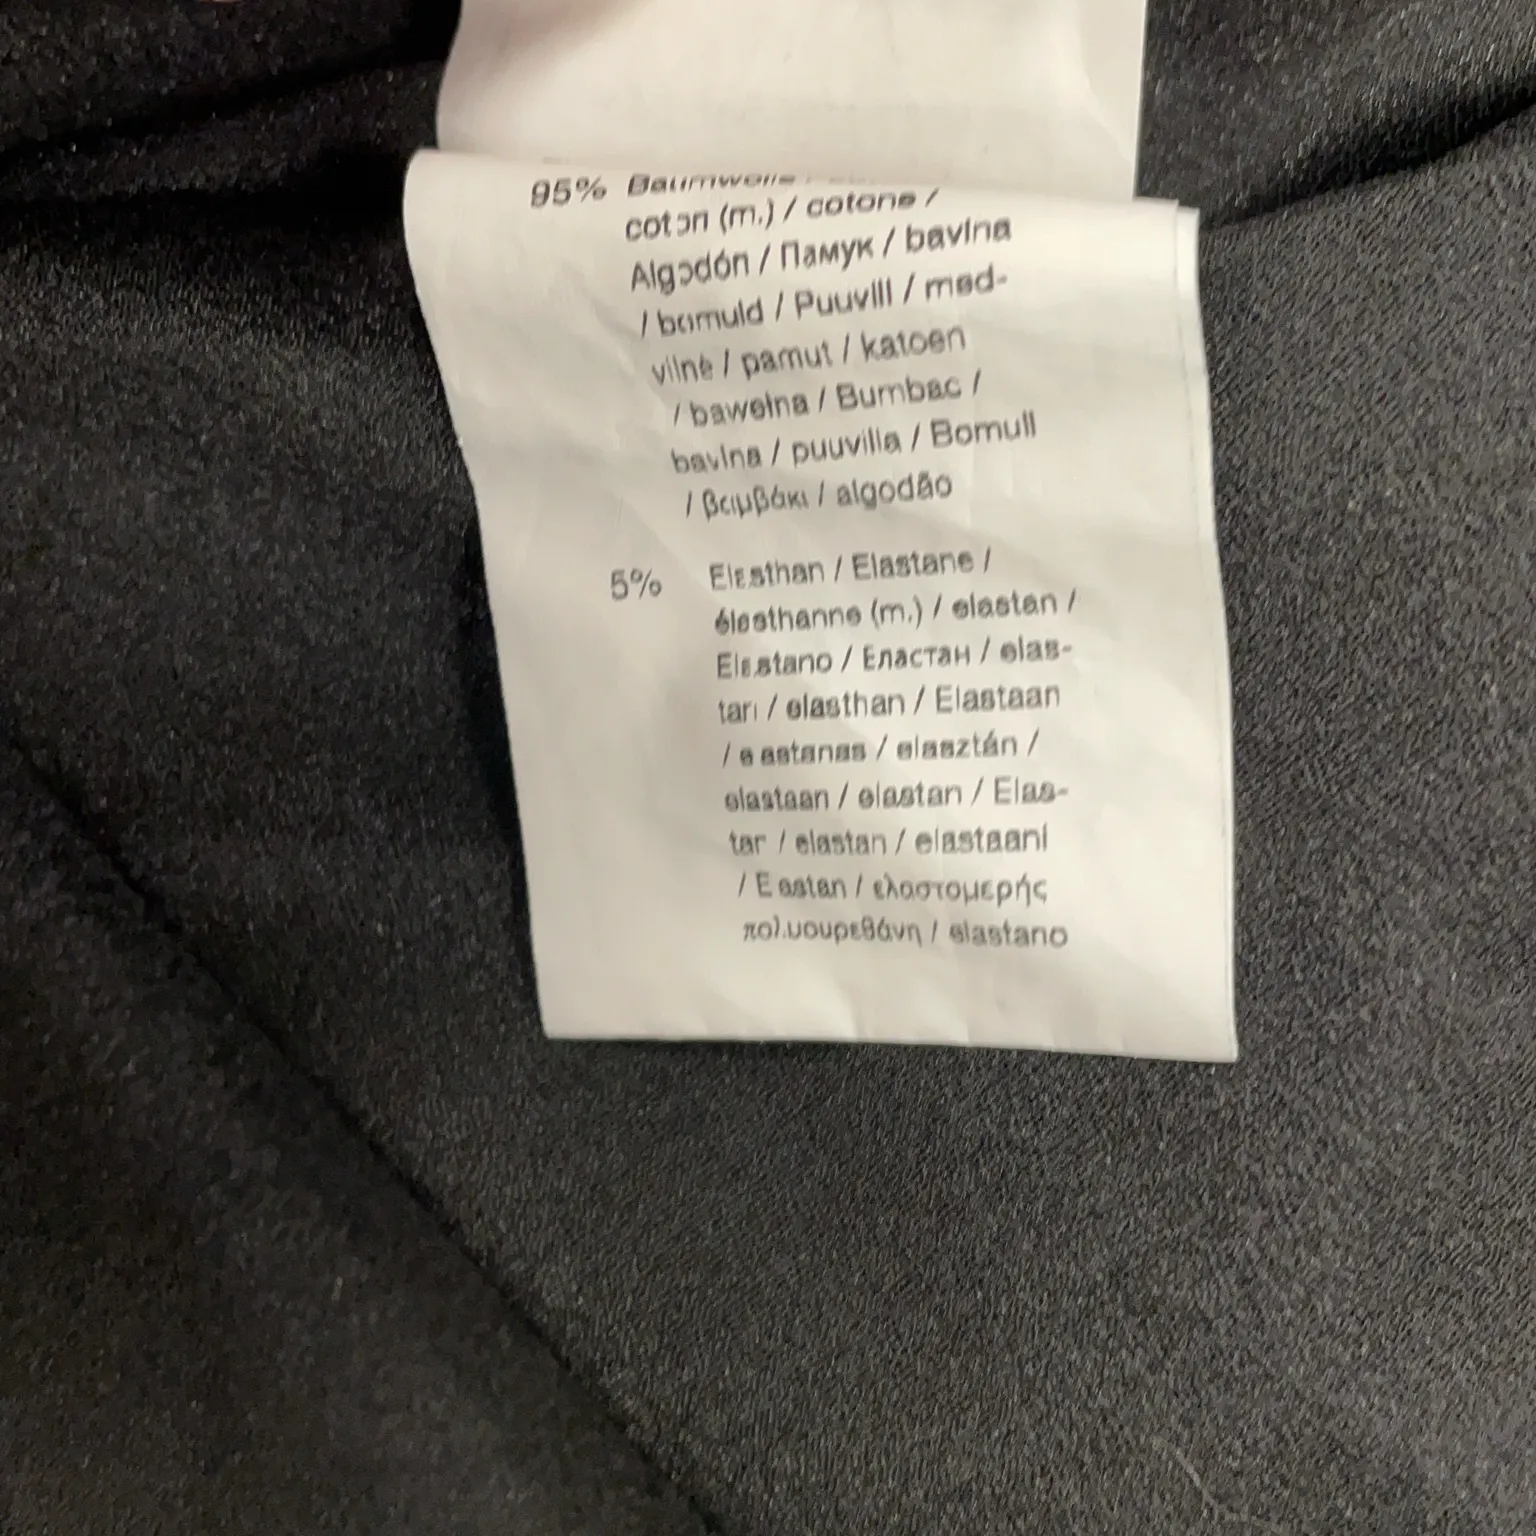 95% Baumwolle /
coton (m.) / cotone /
Algodón / Памук / bavlna
/ bomuld / Puuvill / med-
vilnė / pamut / katoen
/ bawełna / Bumbac /
bavlna / puuvilla / Bomull
/ βαμβάκι / algodão
5% Elasthan / Elastane /
élasthanne (m.) / elastan /
Elastano / Еластан / elas-
tan / elasthan / Elastaan
/ elastanas / elasztán /
elastaan / elastan / Elas-
tan / elastan / elastaani
/ Elastan / ελαστομερής
πολυουρεθάνη / elastano